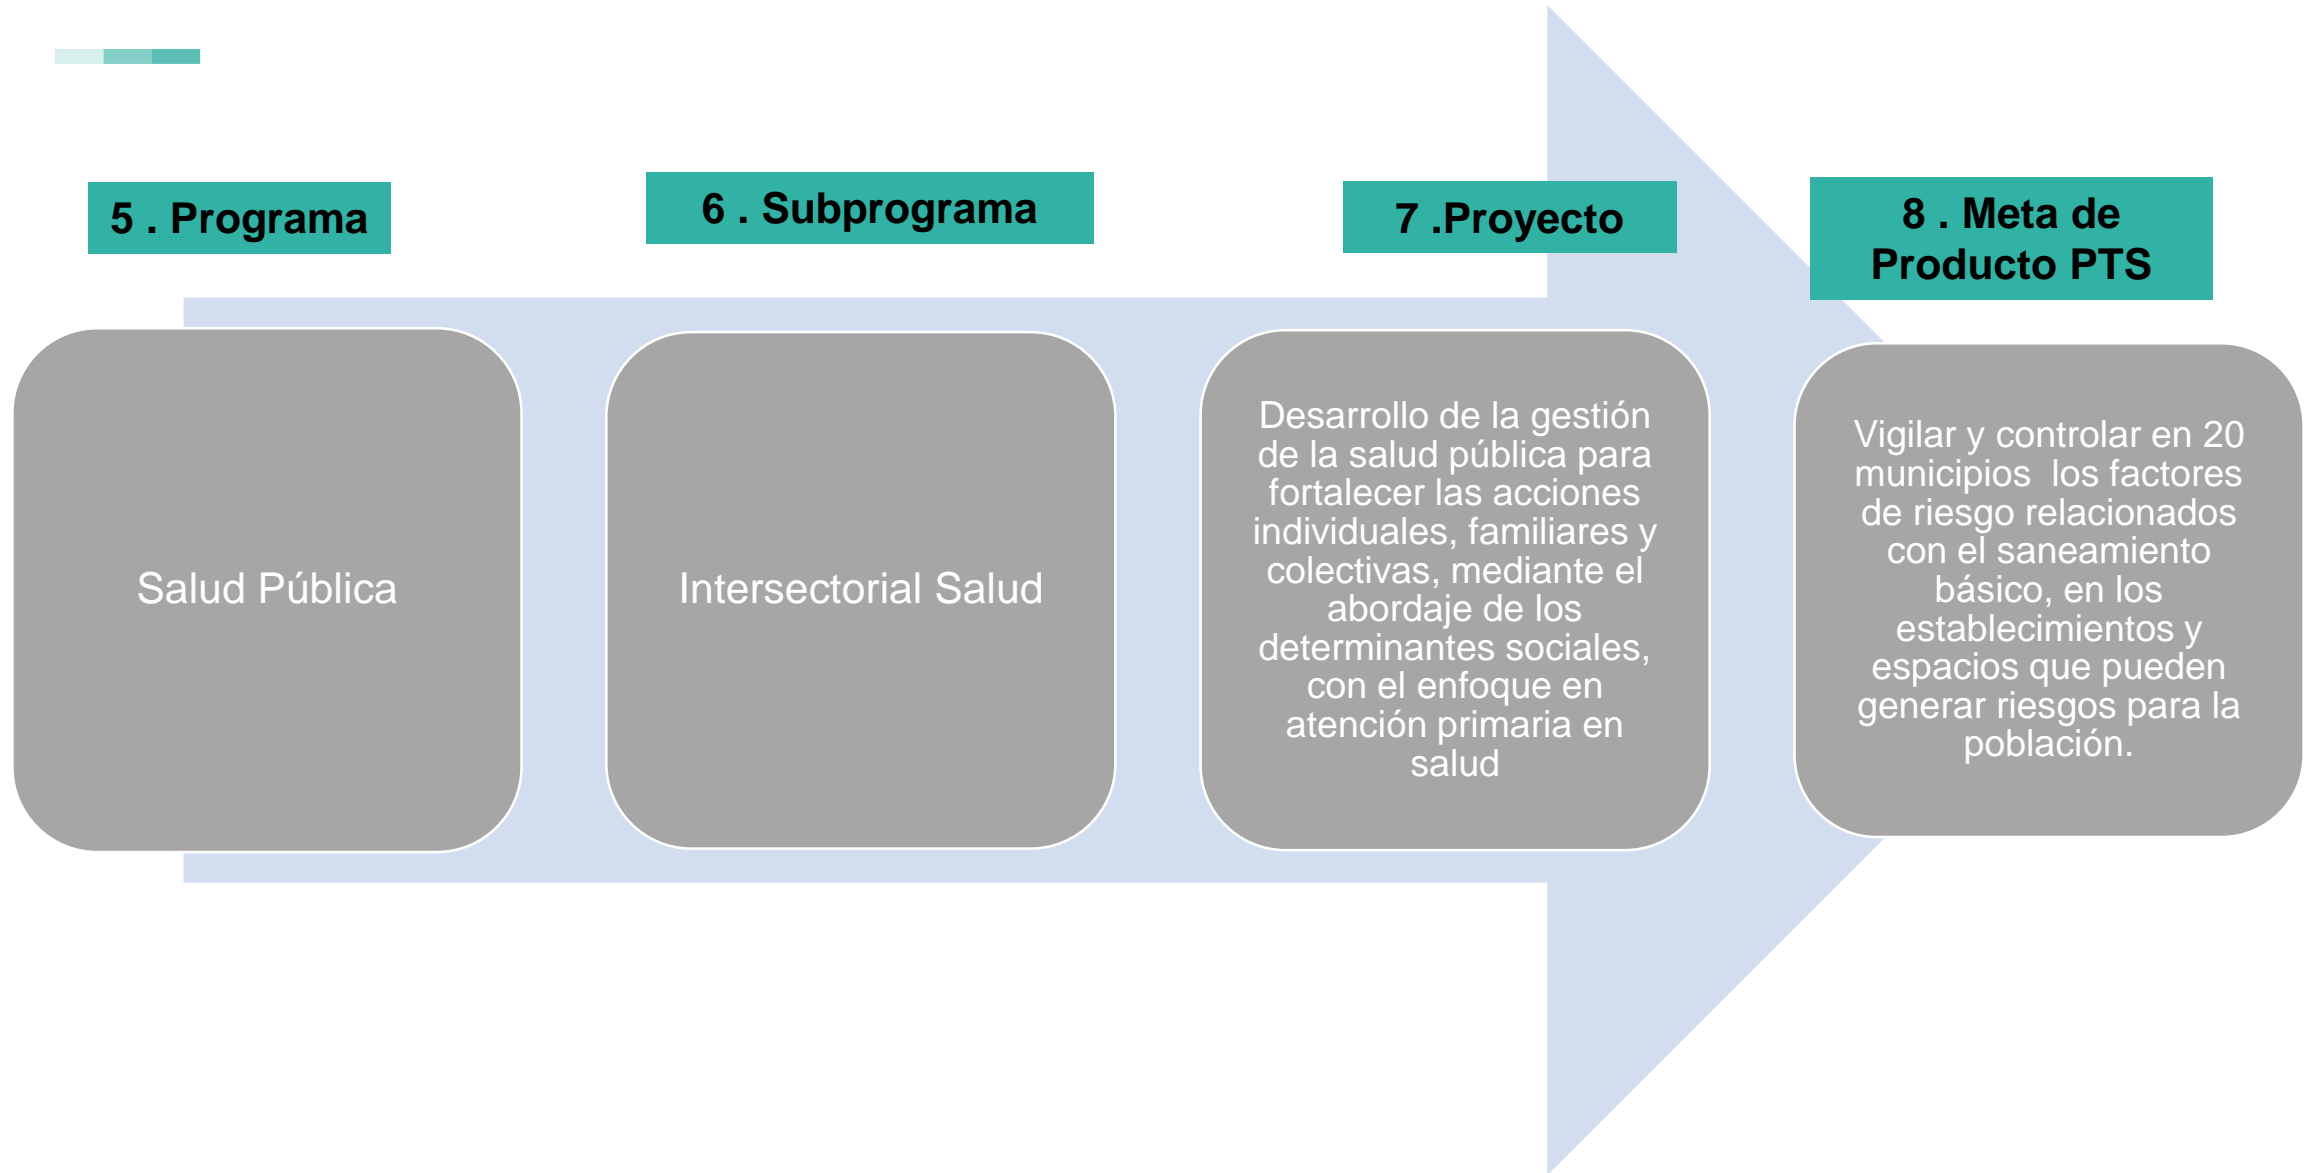 5 . Programa
Salud Pública
6 . Subprograma
Intersectorial Salud
7 .Proyecto
Desarrollo de la gestión
de la salud pública para
fortalecer las acciones
individuales, familiares y
colectivas, mediante el
abordaje de los
determinantes sociales,
con el enfoque en
atención primaria en
salud
8 . Meta de
Producto PTS
Vigilar y controlar en 20
municipios  los factores
de riesgo relacionados
con el saneamiento
básico, en los
establecimientos y
espacios que pueden
generar riesgos para la
población.